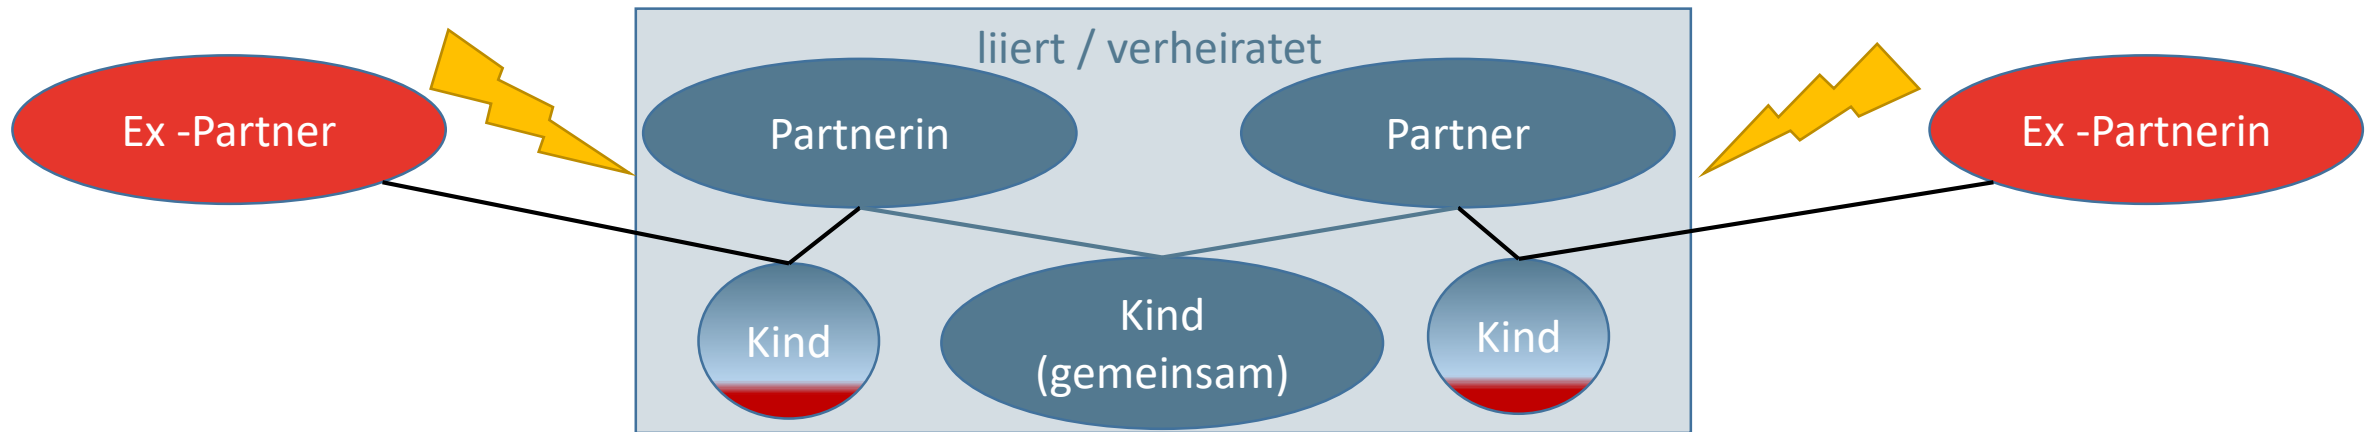 liiert / verheiratet
Ex -Partner
Partnerin
Partner
Ex -Partnerin
Kind
Kind
(gemeinsam)
Kind